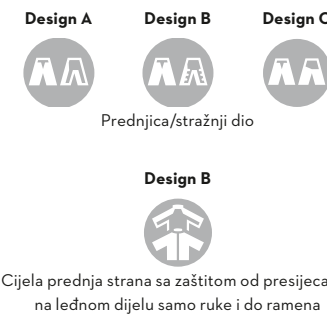 Design A Design B Design C
Prednjica/stražnji dio
Design B
Cijela prednja strana sa zaštitom od presijeca
na leđnom dijelu samo ruke i do ramena